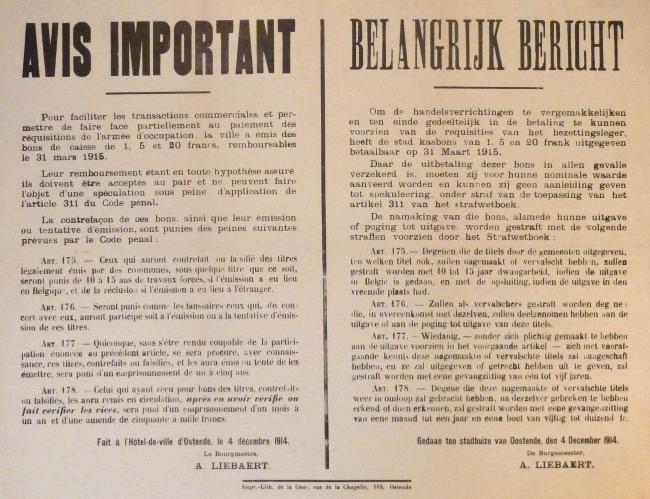 AVIS IMPORTANT
Pour faciliter les transactions commerciales et per-
mettre de faire face partiellement au paiement des
réquisitions de l'armée d'occupation, la ville a émis des
bons de caisse de 1, 5 et 20 francs, remboursables
le 31 mars 1915.
Leur remboursement étant en toute hypothèse assuré
ils doivent être acceptés au pair et ne peuvent faire
l'objet d'une spéculation sous peine d'application de
l'article 311 du Code pénal.
La contrefaçon de ces bons, ainsi que leur émission
ou tentative d'émission, sont punies des peines suivantes
prévues par le Code pénal :
ART. 175. — Ceux qui auront contrefait ou falsifié des titres
légalement émis par des communes, sous quelque titre que ce soit,
seront punis de 10 à 15 ans de travaux forcés, si l'émission a eu lieu
en Belgique, et de la réclusion si l'émission a eu lieu à l'étranger.
ART. 176. — Seront punis comme les faussaires ceux qui, de con-
cert avec eux, auront participé soit à l'émission ou à la tentative d'émis-
sion de ces titres.
ART. 177 — Quiconque, sans s'être rendu coupable de la partici-
pation énoncée au précédent article, se sera procuré, avec connais-
sance, ces titres, contrefaits ou falsifiés, et les aura émis ou tenté de les
émettre, sera puni d'un emprisonnement de un à cinq ans.
ART. 178. — Celui qui ayant reçu pour bons des titres, contrefaits
ou falsifiés, les aura remis en circulation, après en avoir vérifié ou
fait vérifier les vices, sera puni d'un emprisonnement d'un mois à
un an et d'une amende de cinquante à mille francs.
Fait à l'Hôtel-de-ville d'Ostende, le 4 décembre 1914.
Le Bourgmestre,
A. LIEBAERT.
BELANGRIJK BERICHT
Om de handelsverrichtingen te vergemakkelijken
en ten einde gedeeltelijk in de betaling te kunnen
voorzien van de requisities van het bezettingsleger,
heeft de stad kasbons van 1, 5 en 20 frank uitgegeven
betaalbaar op 31 Maart 1915.
Daar de uitbetaling dezer bons in allen gevalle
verzekerd is, moeten zij voor hunne nominale waarde
aanveerd worden en kunnen zij geen aanleiding geven
tot spekuleering, onder straf van de toepassing van het
artikel 311 van het strafwetboek.
De namaking van die bons, alsmede hunne uitgave
of poging tot uitgave, worden gestraft met de volgende
straffen voorzien door het Strafwetboek :
ART. 175.— Degenen die de titels door de gemeenten uitgegeven,
ten welken titel ook, zullen nagemaakt of vervalscht hebben, zullen
gestraft worden met 10 tot 15 jaar dwangarbeid, indien de uitgave
in Belgie is gedaan, en met de opsluiting, indien de uitgave in den
vreemde plaats had.
ART. 176. — Zullen als vervalschers gestraft worden degene
die, in overeenkomst met dezelven, zullen deelgenomen hebben aan de
uitgave of aan de poging tot uitgave van deze titels.
ART. 177. — Wiedanig, — zonder zich plichtig gemaakt te hebben
aan de uitgave voorzien in het voorgaande artikel — zich met vooraf-
gaande kennis deze nagemaakte of vervalschte titels zal aangeschaft
hebben, en ze zal uitgegeven of getracht hebben uit te geven, zal
gestraft worden met eene gevangzitting van één tot vijf jaren.
ART. 178. — Degene die deze nagemaakte of vervalschte titels
weer in omloop zal gebracht hebben, na derzelver gebreken te hebben
erkend of doen erkennen, zal gestraft worden met eene gevangzitting
van eene maand tot één jaar en eene boet van vijftig tot duizend fr.
Gedaan ten stadhuize van Oostende, den 4 December 1914.
De Burgemeester,
A. LIEBAERT.
Impr.-Lith. de la Cour, rue de la Chapelle, 105, Ostende